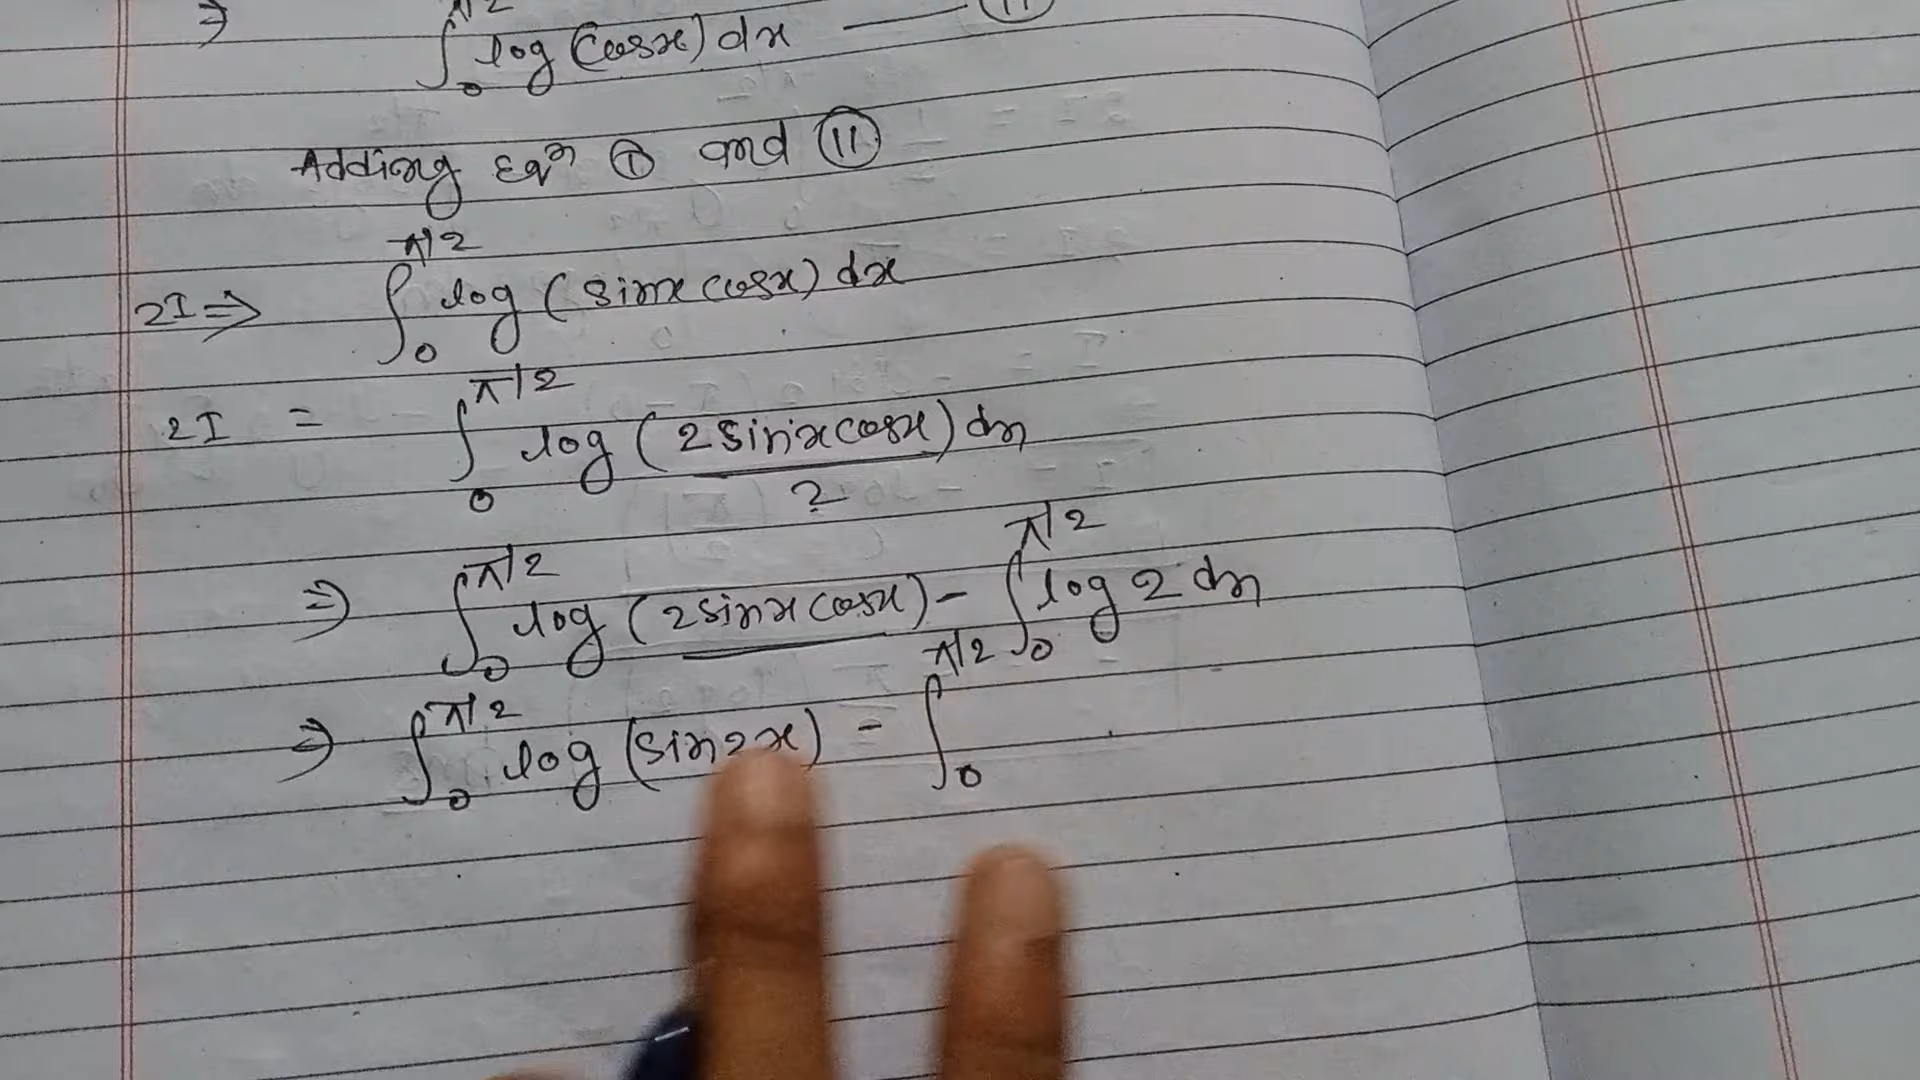 ⇒ ∫₀^π/2 log (cosx) dx —— (II)
Adding Eqⁿ (I) and (II)
2I ⇒ ∫₀^π/2 log (sinx cosx) dx
2I = ∫₀^π/2 log (2sinx cosx)/2 dx
⇒ ∫₀^π/2 log (2sinx cosx) - ∫₀^π/2 log 2 dx
⇒ ∫₀^π/2 log (sin2x) - ∫₀^π/2